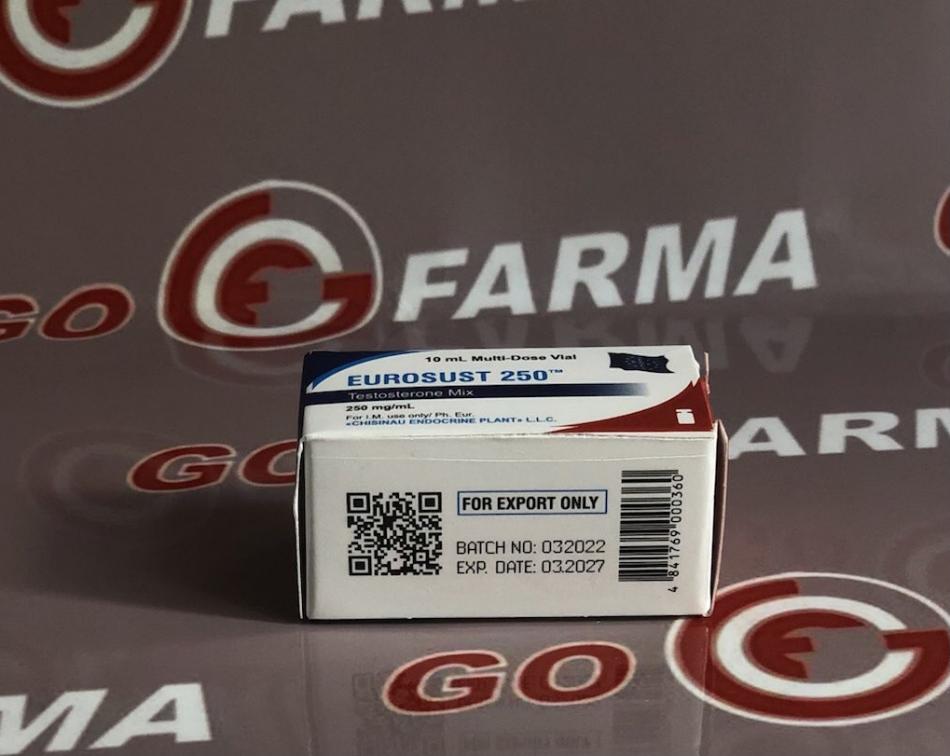 FARMA
GO FARMA
10 mL Multi-Dose Vial
EUROSUST 250™
Testosterone Mix
250 mg/mL
For I.M. use only/ Ph. Eur.
«CHISINAU ENDOCRINE PLANT» L.L.C.
GO
FARMA
FOR EXPORT ONLY
BATCH NO: 032022
EXP. DATE: 03.2027
4 841769 000360
GO